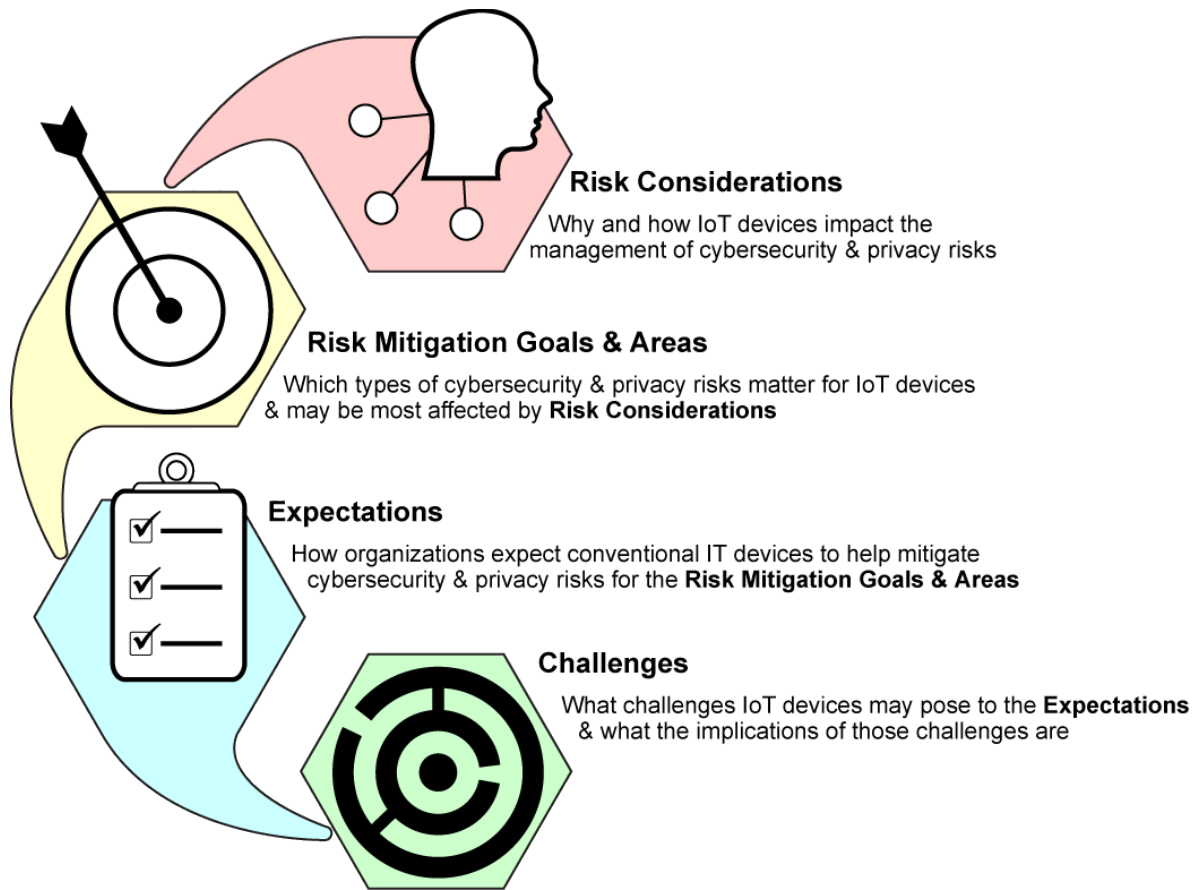 Risk Considerations
Why and how IoT devices impact the
management of cybersecurity & privacy risks
Risk Mitigation Goals & Areas
Which types of cybersecurity & privacy risks matter for IoT devices
& may be most affected by Risk Considerations
Expectations
How organizations expect conventional IT devices to help mitigate
cybersecurity & privacy risks for the Risk Mitigation Goals & Areas
Challenges
What challenges IoT devices may pose to the Expectations
& what the implications of those challenges are